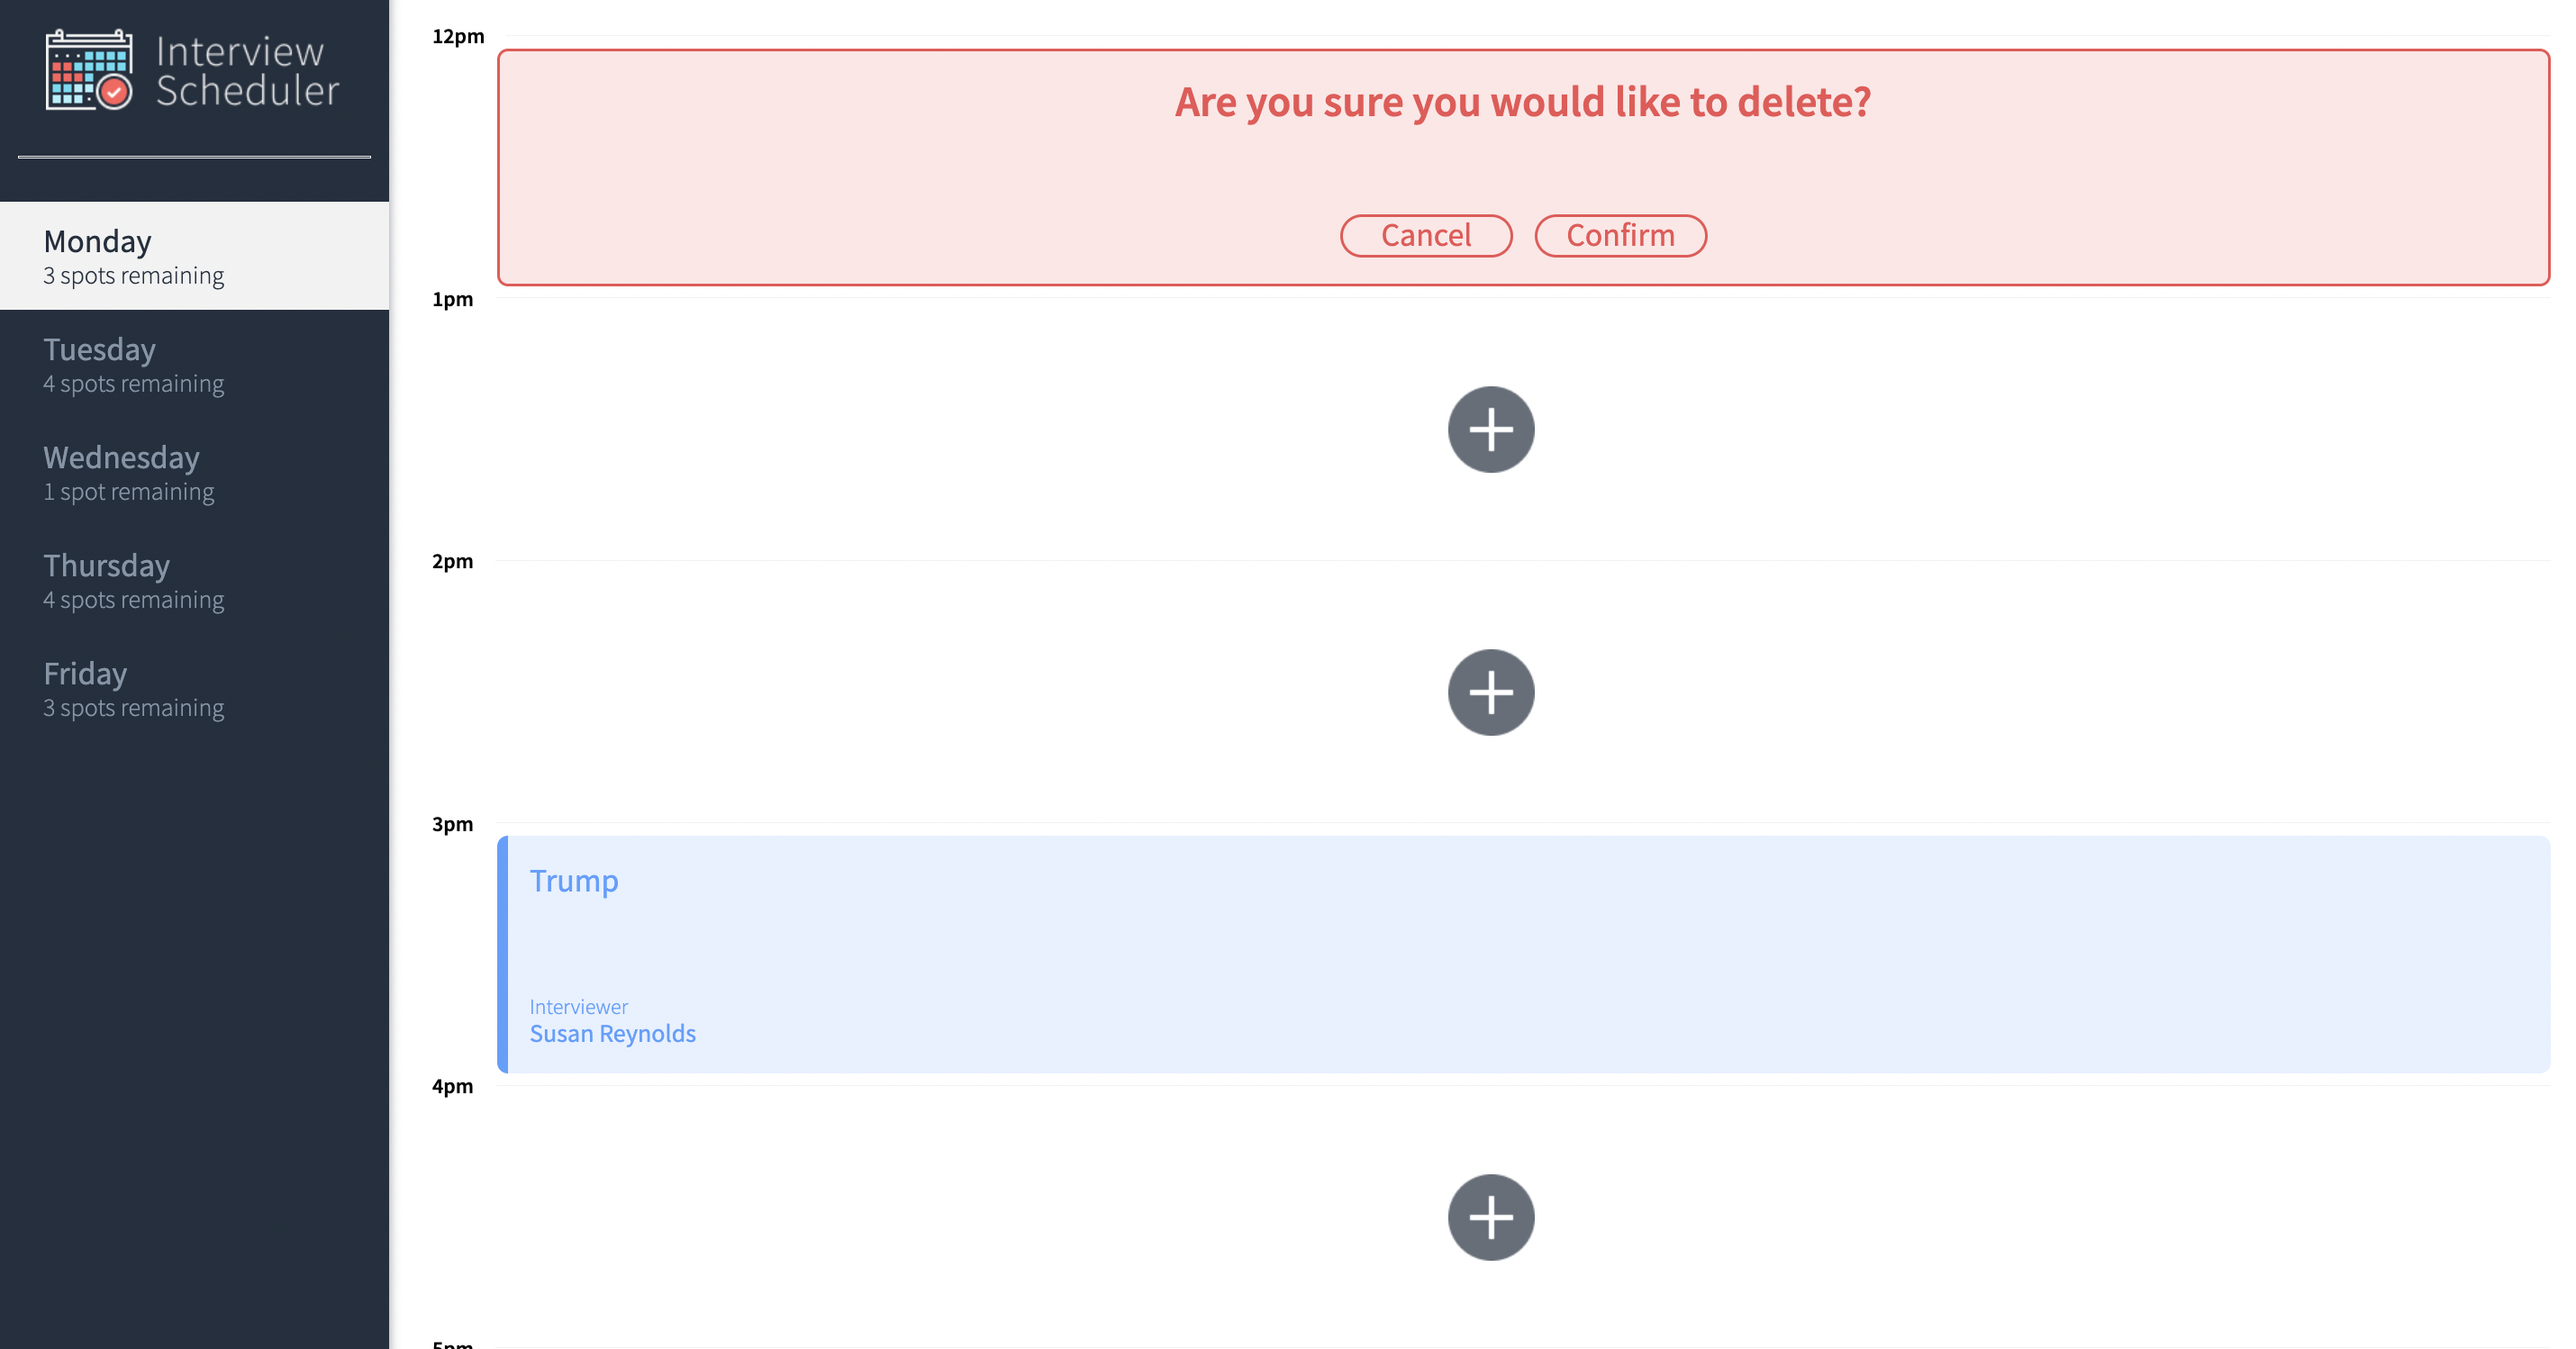 Interview
Scheduler
Monday
3 spots remaining
Tuesday
4 spots remaining
Wednesday
1 spot remaining
Thursday
4 spots remaining
Friday
3 spots remaining
12pm
Are you sure you would like to delete?
Cancel Confirm
1pm
2pm
3pm
Trump
Interviewer
Susan Reynolds
4pm
5pm